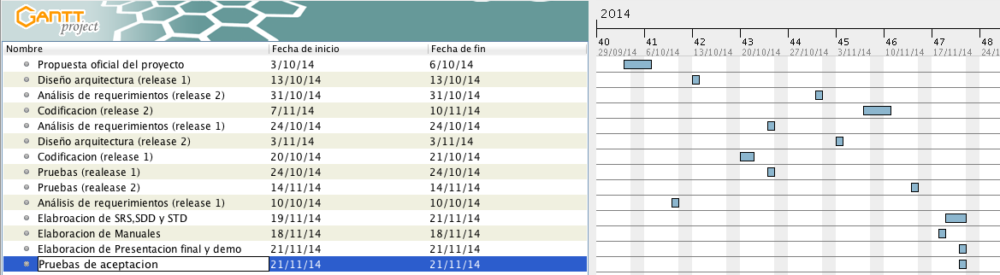 GANTT
project
2014
40 41 42 43 44 45 46 47 48
29/09/14 6/10/14 13/10/14 20/10/14 27/10/14 3/11/14 10/11/14 17/11/14 24/1
Nombre Fecha de inicio Fecha de fin
Propuesta oficial del proyecto 3/10/14 6/10/14
Diseño arquitectura (release 1) 13/10/14 13/10/14
Análisis de requerimientos (release 2) 31/10/14 31/10/14
Codificacion (release 2) 7/11/14 10/11/14
Análisis de requerimientos (release 1) 24/10/14 24/10/14
Diseño arquitectura (release 2) 3/11/14 3/11/14
Codificacion (release 1) 20/10/14 21/10/14
Pruebas (realease 1) 24/10/14 24/10/14
Pruebas (realease 2) 14/11/14 14/11/14
Análisis de requerimientos (release 1) 10/10/14 10/10/14
Elabroacion de SRS,SDD y STD 19/11/14 21/11/14
Elaboracion de Manuales 18/11/14 18/11/14
Elaboracion de Presentacion final y demo 21/11/14 21/11/14
Pruebas de aceptacion 21/11/14 21/11/14